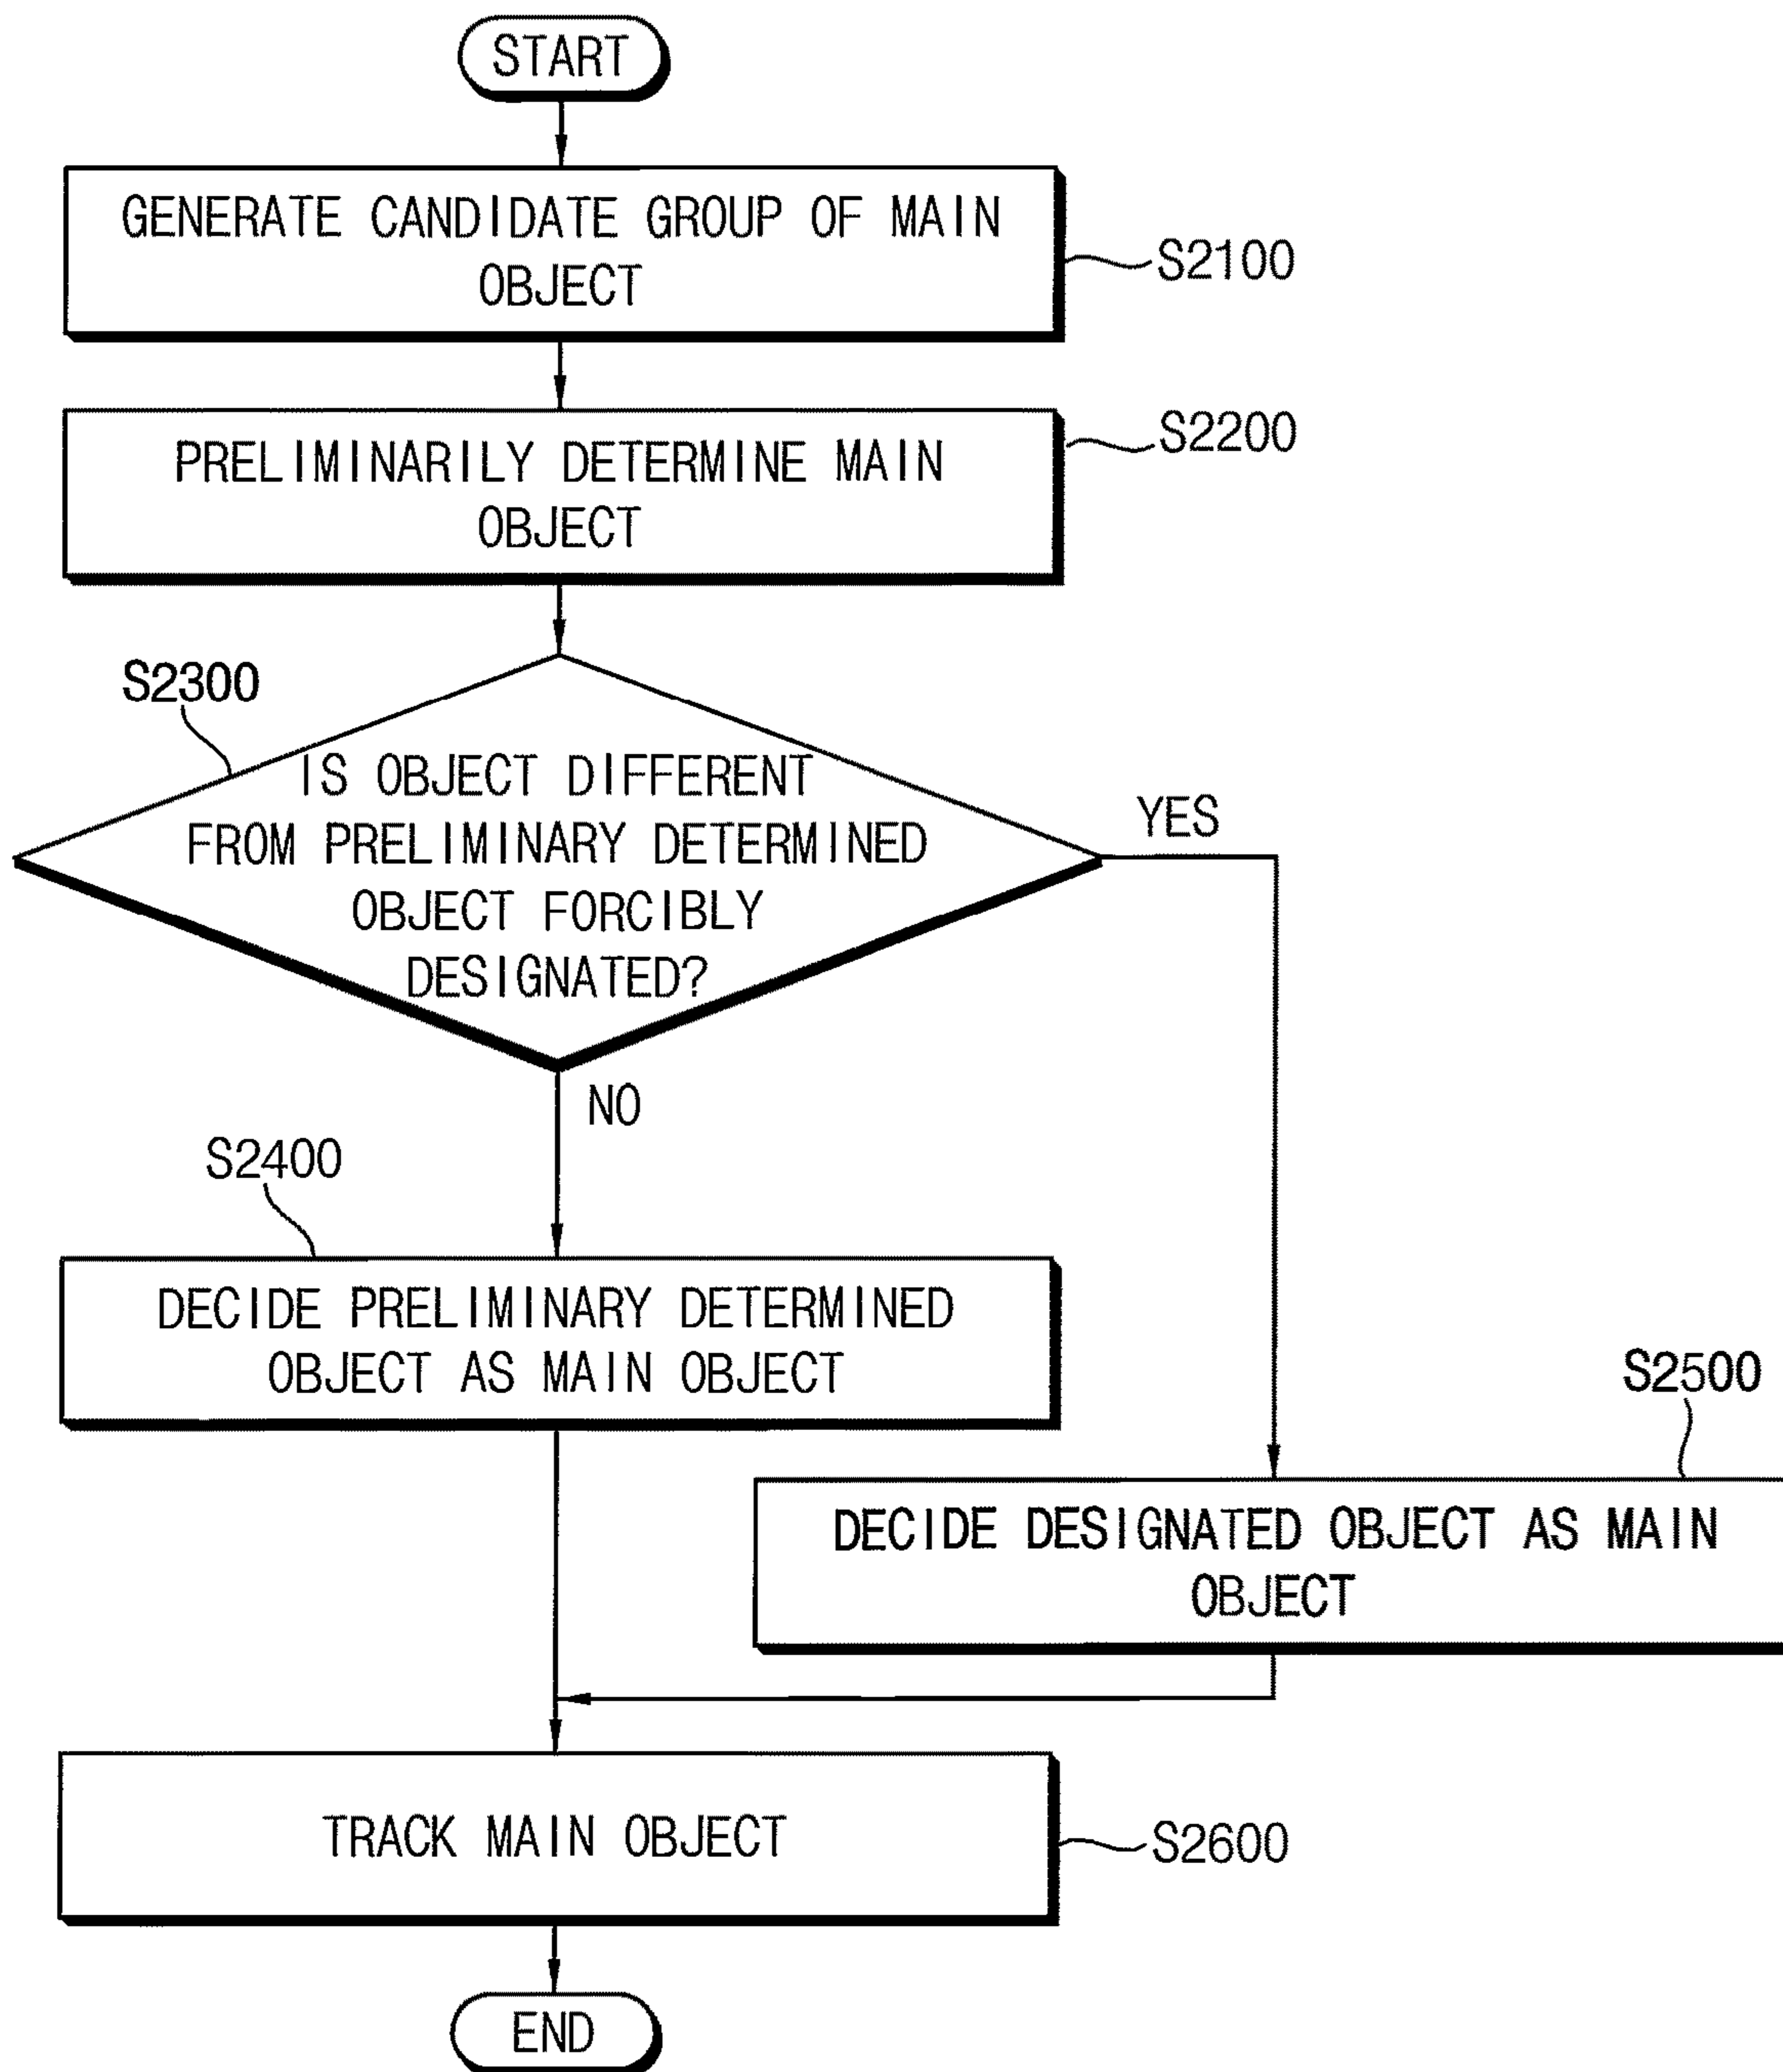 START
GENERATE CANDIDATE GROUP OF MAIN
OBJECT
S2100
PRELIMINARILY DETERMINE MAIN
OBJECT
S2200
S2300
IS OBJECT DIFFERENT
FROM PRELIMINARY DETERMINED
OBJECT FORCIBLY
DESIGNATED?
YES
NO
S2400
DECIDE PRELIMINARY DETERMINED
OBJECT AS MAIN OBJECT
S2500
DECIDE DESIGNATED OBJECT AS MAIN
OBJECT
TRACK MAIN OBJECT
S2600
END